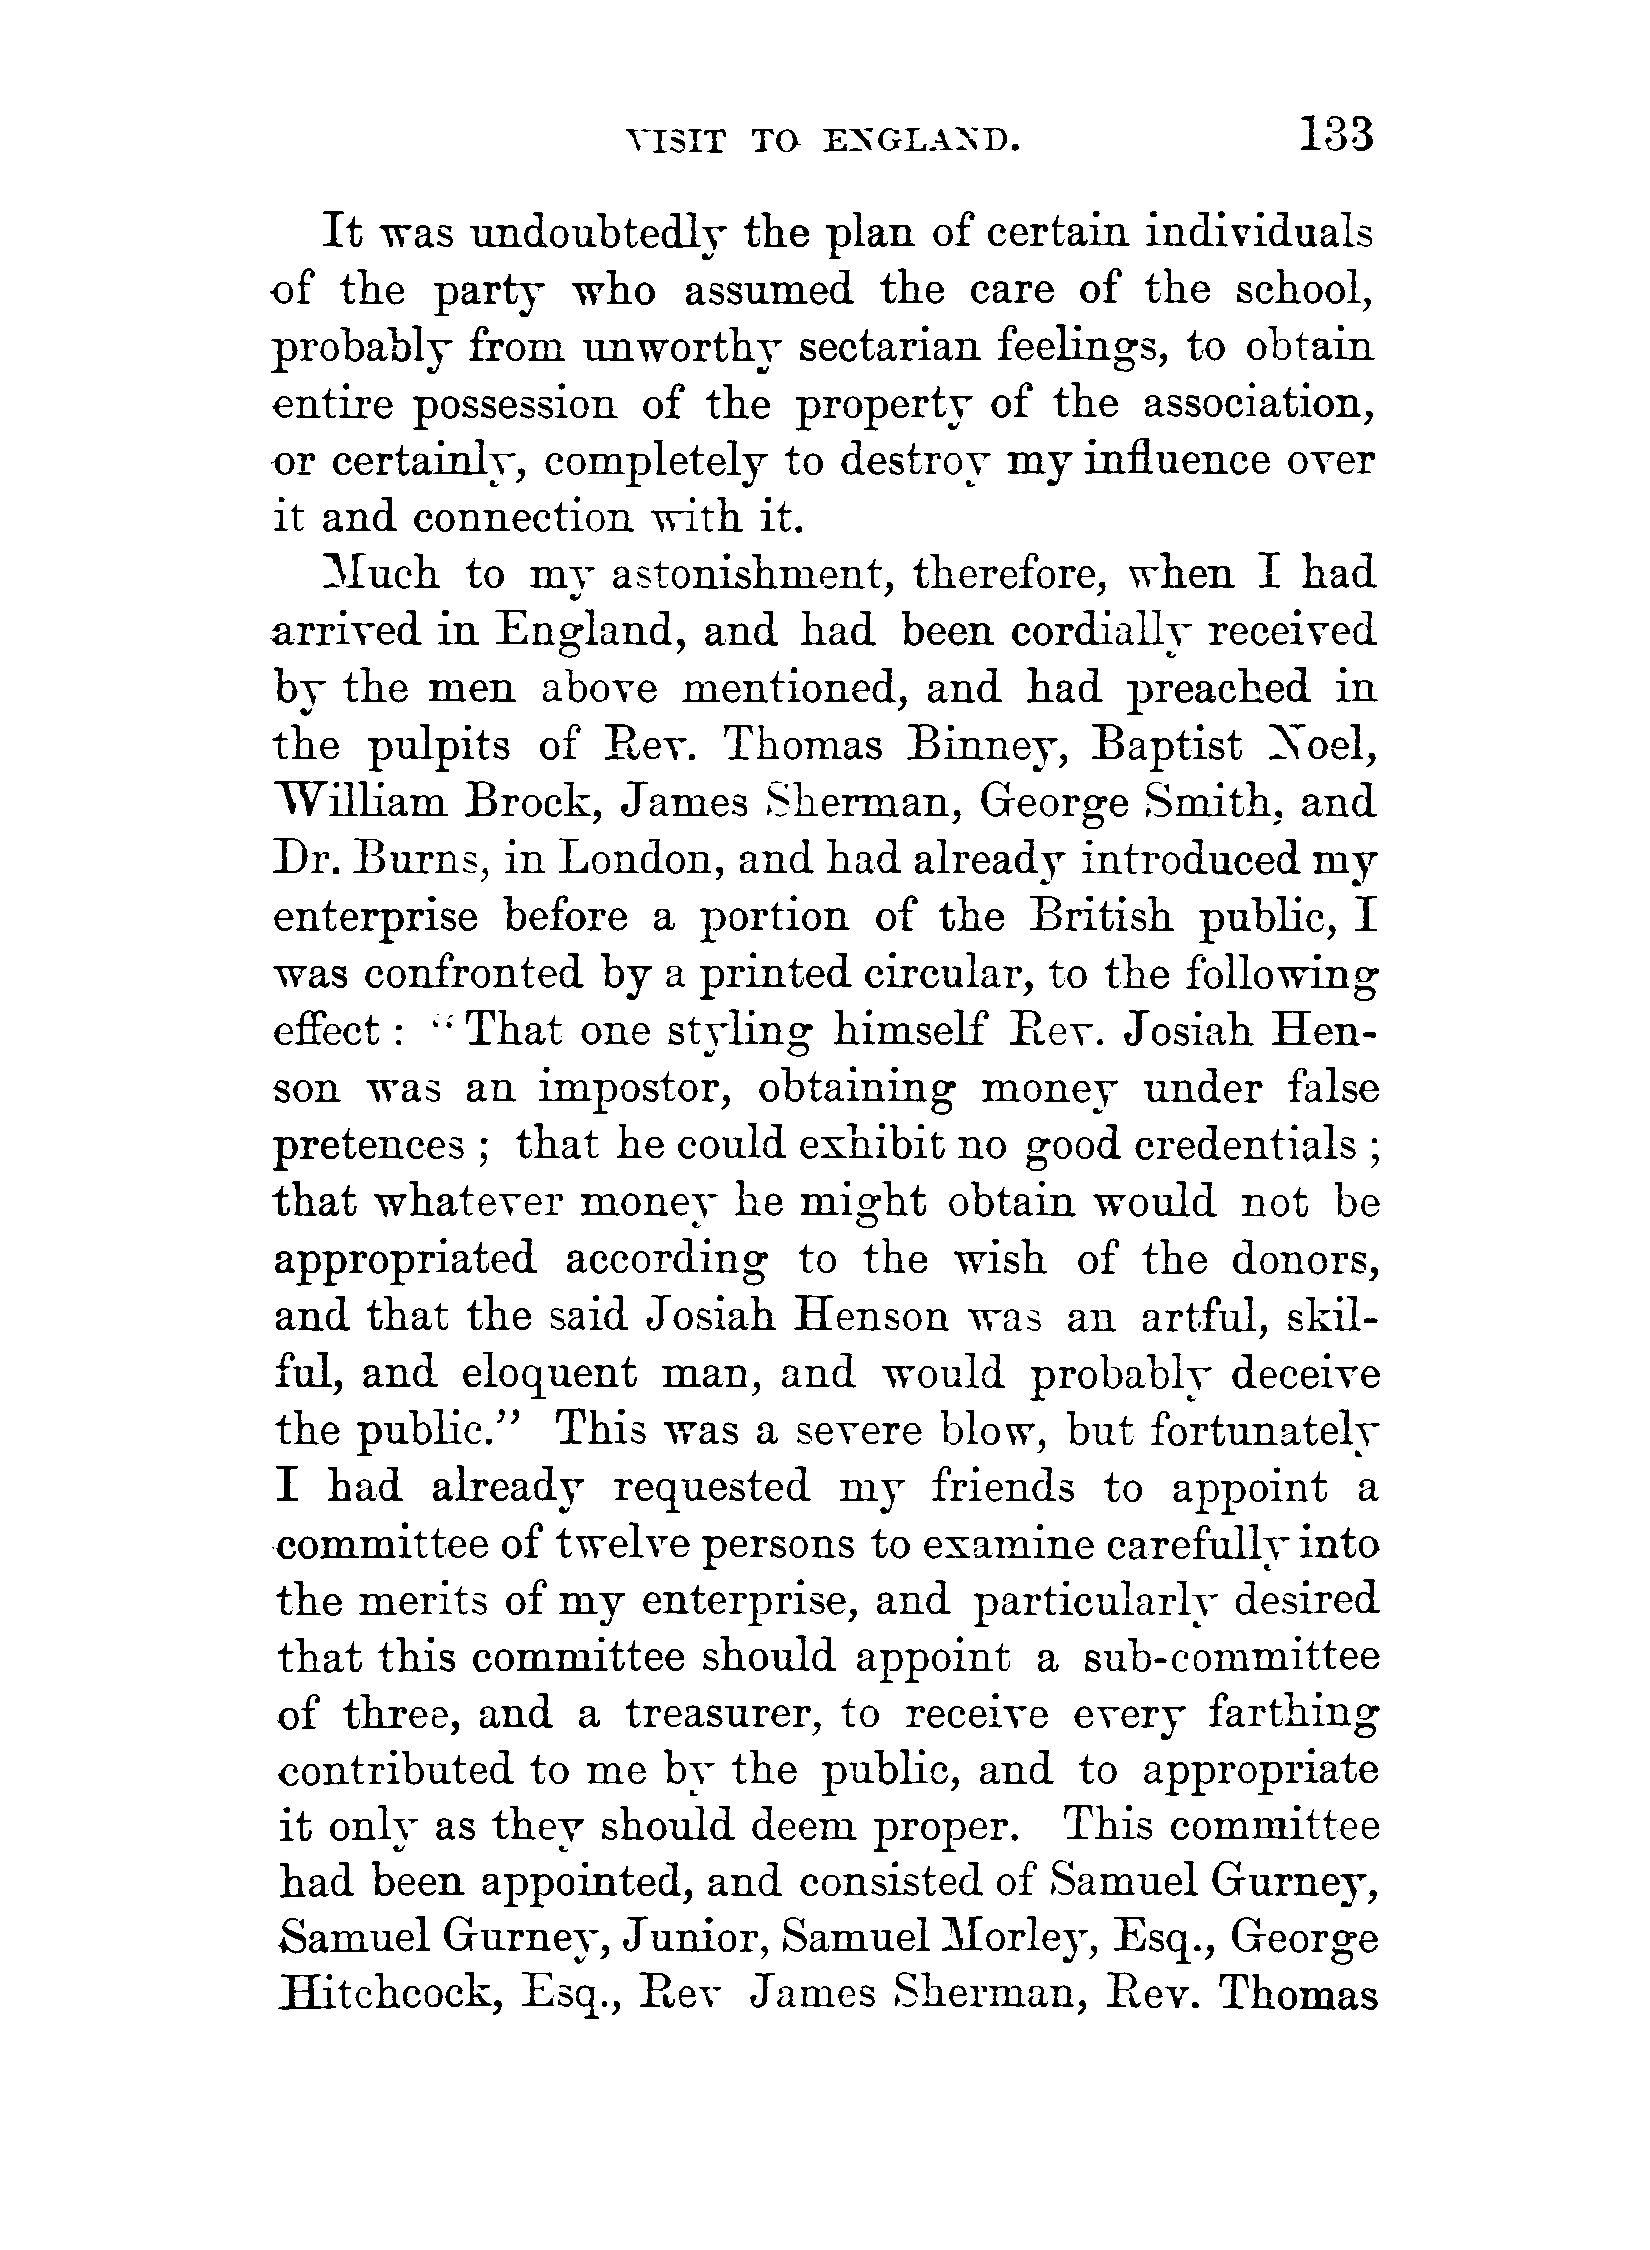 VISIT TO ENGLAND. 133
It was undoubtedly the plan of certain individuals
of the party who assumed the care of the school,
probably from unworthy sectarian feelings, to obtain
entire possession of the property of the association,
or certainly, completely to destroy my influence over
it and connection with it.
Much to my astonishment, therefore, when I had
arrived in England, and had been cordially received
by the men above mentioned, and had preached in
the pulpits of Rev. Thomas Binney, Baptist Noel,
William Brock, James Sherman, George Smith, and
Dr. Burns, in London, and had already introduced my
enterprise before a portion of the British public, I
was confronted by a printed circular, to the following
effect : "That one styling himself Rev. Josiah Hen-
son was an impostor, obtaining money under false
pretences ; that he could exhibit no good credentials ;
that whatever money he might obtain would not be
appropriated according to the wish of the donors,
and that the said Josiah Henson was an artful, skil-
ful, and eloquent man, and would probably deceive
the public." This was a severe blow, but fortunately
I had already requested my friends to appoint a
committee of twelve persons to examine carefully into
the merits of my enterprise, and particularly desired
that this committee should appoint a sub-committee
of three, and a treasurer, to receive every farthing
contributed to me by the public, and to appropriate
it only as they should deem proper. This committee
had been appointed, and consisted of Samuel Gurney,
Samuel Gurney, Junior, Samuel Morley, Esq., George
Hitchcock, Esq., Rev James Sherman, Rev. Thomas